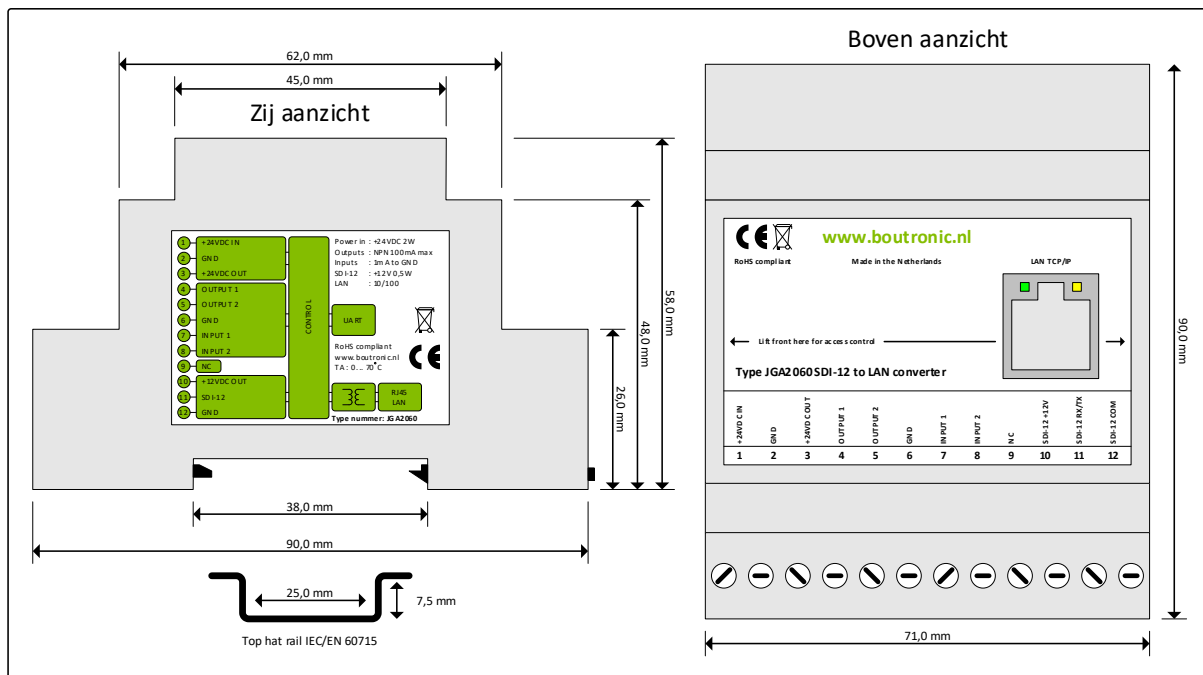 62,0 mm
45,0 mm
Zij aanzicht
1 +24VDC IN
2 GND
3 +24VDC OUT
4 OUTPUT 1
5 OUTPUT 2
6 GND
7 INPUT 1
8 INPUT 2
9 NC
10 +12VDC OUT
11 SDI-12
12 GND
CONTROL
Power in : +24VDC 2W
Outputs : NPN 100mA max
Inputs : 1mA to GND
SDI-12 : +12V 0,5W
LAN : 10/100
UART
RoHS compliant
www.boutronic.nl
TA : 0... 70°C
CE
RJ45
LAN
Type nummer: JGA2060
58,0 mm
48,0 mm
26,0 mm
38,0 mm
90,0 mm
25,0 mm
7,5 mm
Top hat rail IEC/EN 60715
Boven aanzicht
CE
www.boutronic.nl
RoHS compliant
Made in the Netherlands
LAN TCP/IP
Lift front here for access control
Type JGA2060 SDI-12 to LAN converter
+24VDC IN
GND
+24VDC OUT
OUTPUT 1
OUTPUT 2
GND
INPUT 1
INPUT 2
NC
SDI-12 +12V
SDI-12 RX/TX
SDI-12 COM
1 2 3 4 5 6 7 8 9 10 11 12
90,0 mm
71,0 mm